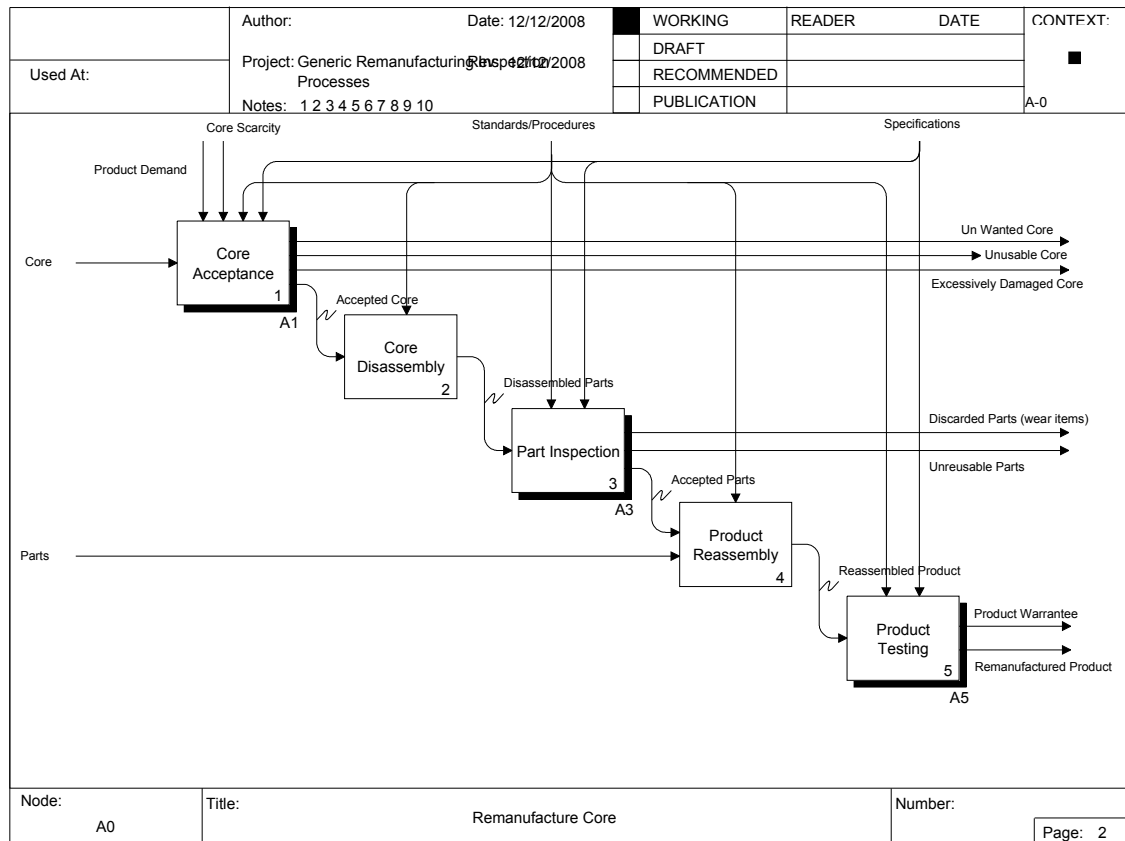 Used At:
Author:
Date: 12/12/2008
Project: Generic Remanufacturing Inspection
Processes
Rev: 12/12/2008
Notes: 1 2 3 4 5 6 7 8 9 10
WORKING
DRAFT
RECOMMENDED
PUBLICATION
READER
DATE
CONTEXT:
A-0
Core Scarcity
Standards/Procedures
Specifications
Product Demand
Core
Core
Acceptance
1
A1
Un Wanted Core
Unusable Core
Excessively Damaged Core
Accepted Core
Core
Disassembly
2
Disassembled Parts
Part Inspection
3
A3
Discarded Parts (wear items)
Unreusable Parts
Accepted Parts
Parts
Product
Reassembly
4
Reassembled Product
Product
Testing
5
A5
Product Warrantee
Remanufactured Product
Node:
A0
Title:
Remanufacture Core
Number:
Page: 2